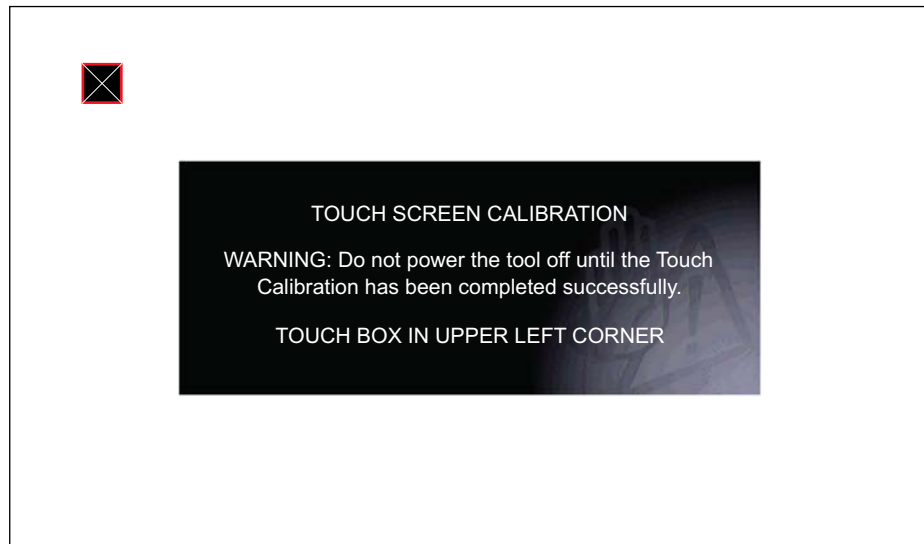 TOUCH SCREEN CALIBRATION
WARNING: Do not power the tool off until the Touch
Calibration has been completed successfully.
TOUCH BOX IN UPPER LEFT CORNER